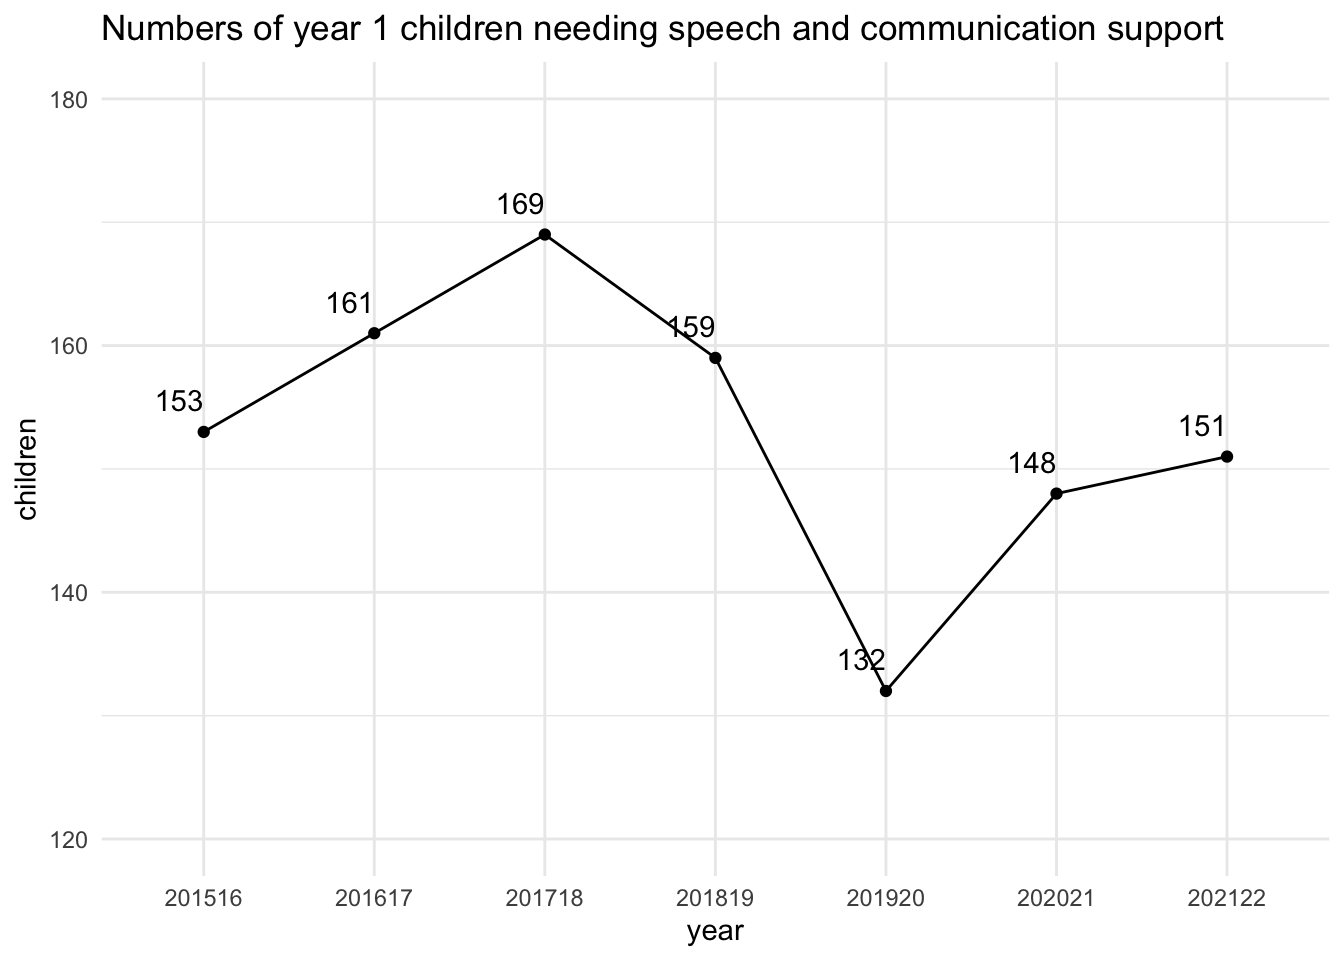 Numbers of year 1 children needing speech and communication support
180
169
161
159
160
153
151
148
children
140
132
120
201516 201617 201718 201819 201920 202021 202122
year